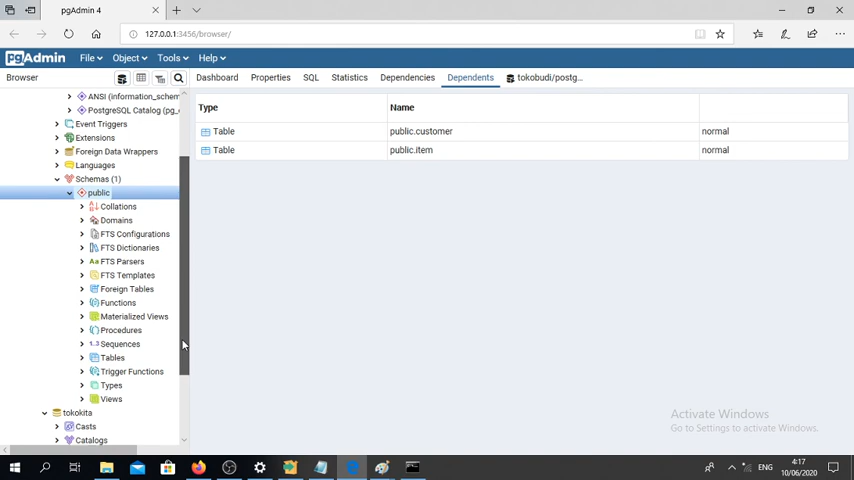 pgAdmin 4
127.0.0.1:3456/browser/
pgAdmin File Object Tools Help
Browser
Dashboard Properties SQL Statistics Dependencies Dependents tokobudi/postg...
ANSI (information_schem
PostgreSQL Catalog (pg_
Event Triggers
Extensions
Foreign Data Wrappers
Languages
Schemas (1)
public
Collations
Domains
FTS Configurations
FTS Dictionaries
FTS Parsers
FTS Templates
Foreign Tables
Functions
Materialized Views
Procedures
1..3 Sequences
Tables
Trigger Functions
Types
Views
tokokita
Casts
Catalogs
Type Name
Table public.customer normal
Table public.item normal
Activate Windows
Go to Settings to activate Windows.
ENG
4:17
10/06/2020